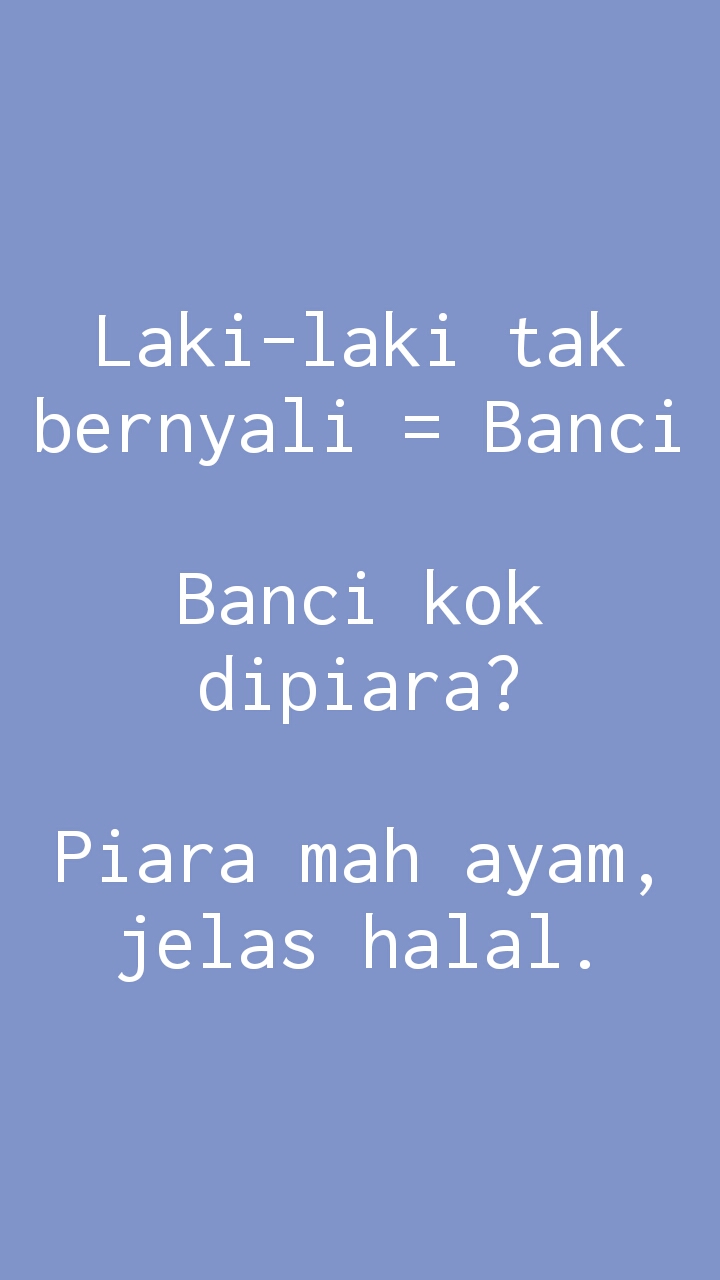 Laki-laki tak
bernyali = Banci
Banci kok
dipiara?
Piara mah ayam,
jelas halal.